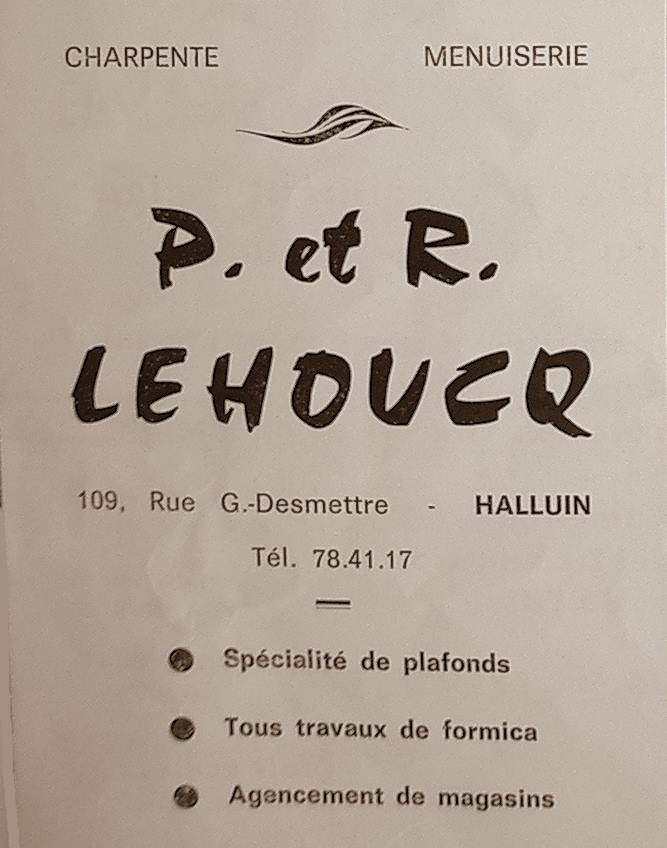 CHARPENTE MENUISERIE
P. et R.
LEHOUCQ
109, Rue G.-Desmettre - HALLUIN
Tél. 78.41.17
● Spécialité de plafonds
● Tous travaux de formica
● Agencement de magasins